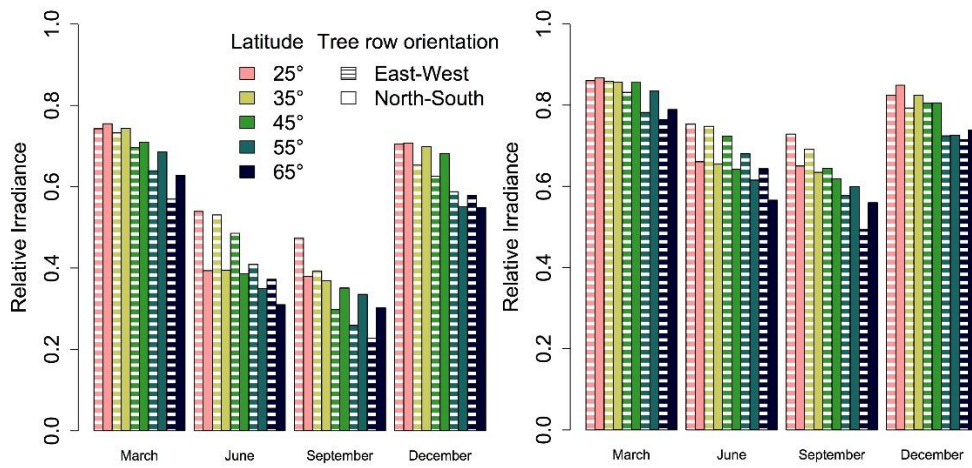 1.0
0.8
0.6
0.4
0.2
0.0
Relative Irradiance
Latitude
25°
35°
45°
55°
65°
Tree row orientation
East-West
North-South
March
June
September
December
1.0
0.8
0.6
0.4
0.2
0.0
Relative Irradiance
March
June
September
December